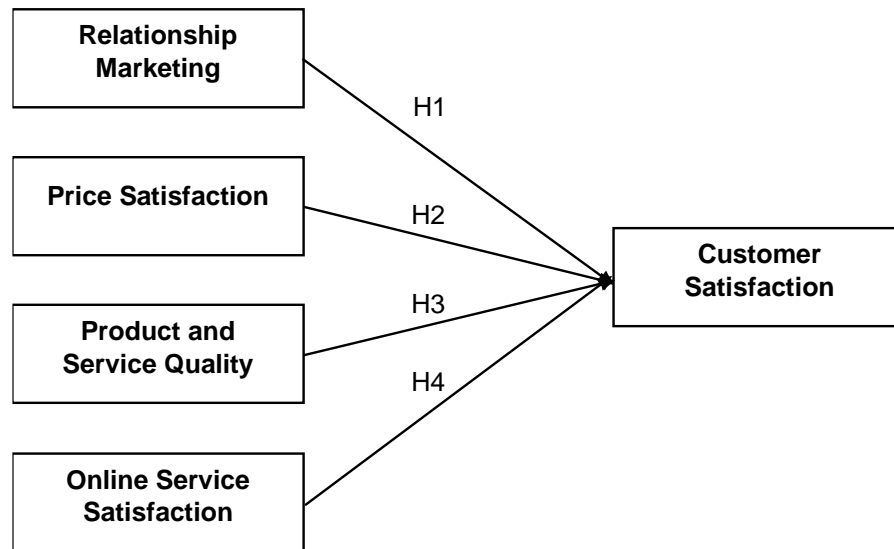 Relationship
Marketing
H1
Price Satisfaction
H2
Customer
Satisfaction
Product and
Service Quality
H3
H4
Online Service
Satisfaction